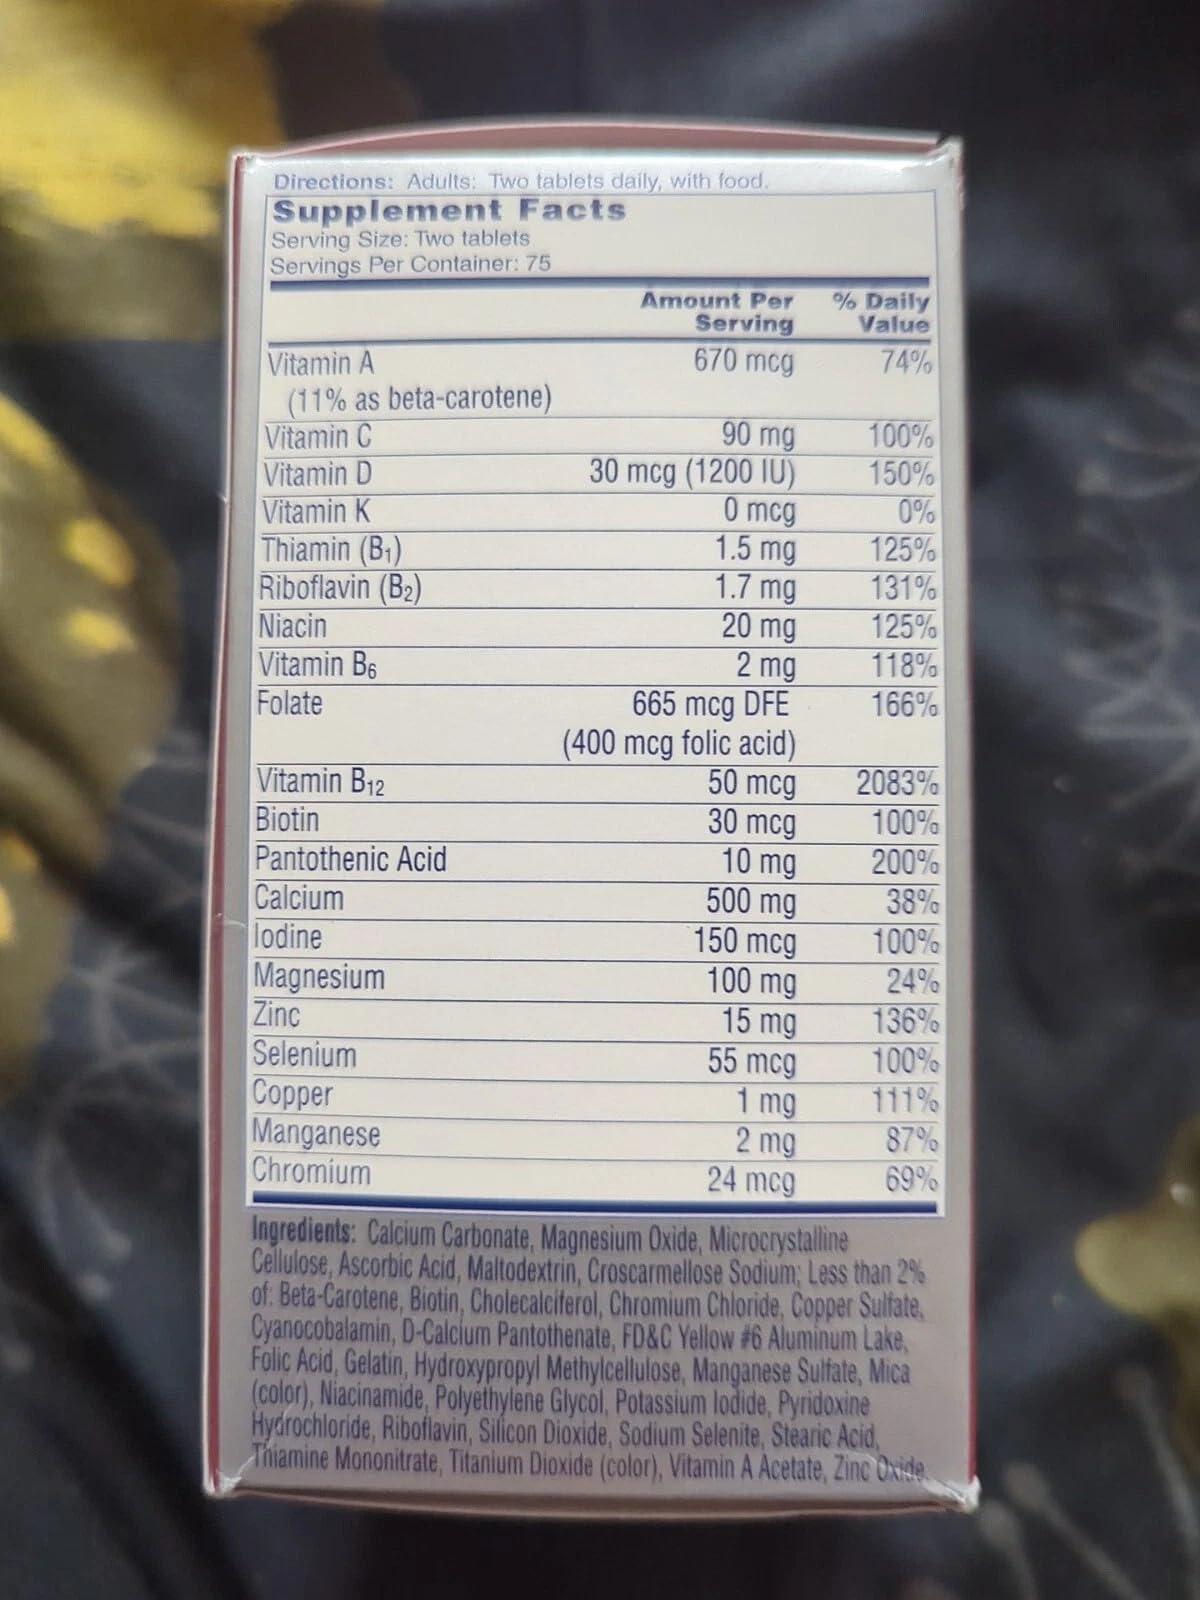 Directions: Adults: Two tablets daily, with food.
Supplement Facts
Serving Size: Two tablets
Servings Per Container: 75
Amount Per Serving % Daily Value
Vitamin A 670 mcg 74%
(11% as beta-carotene)
Vitamin C 90 mg 100%
Vitamin D 30 mcg (1200 IU) 150%
Vitamin K 0 mcg 0%
Thiamin (B₁) 1.5 mg 125%
Riboflavin (B₂) 1.7 mg 131%
Niacin 20 mg 125%
Vitamin B₆ 2 mg 118%
Folate 665 mcg DFE 166%
(400 mcg folic acid)
Vitamin B₁₂ 50 mcg 2083%
Biotin 30 mcg 100%
Pantothenic Acid 10 mg 200%
Calcium 500 mg 38%
Iodine 150 mcg 100%
Magnesium 100 mg 24%
Zinc 15 mg 136%
Selenium 55 mcg 100%
Copper 1 mg 111%
Manganese 2 mg 87%
Chromium 24 mcg 69%
Ingredients: Calcium Carbonate, Magnesium Oxide, Microcrystalline
Cellulose, Ascorbic Acid, Maltodextrin, Croscarmellose Sodium; Less than 2%
of: Beta-Carotene, Biotin, Cholecalciferol, Chromium Chloride, Copper Sulfate,
Cyanocobalamin, D-Calcium Pantothenate, FD&C Yellow #6 Aluminum Lake,
Folic Acid, Gelatin, Hydroxypropyl Methylcellulose, Manganese Sulfate, Mica
(color), Niacinamide, Polyethylene Glycol, Potassium Iodide, Pyridoxine
Hydrochloride, Riboflavin, Silicon Dioxide, Sodium Selenite, Stearic Acid,
Thiamine Mononitrate, Titanium Dioxide (color), Vitamin A Acetate, Zinc Oxide.